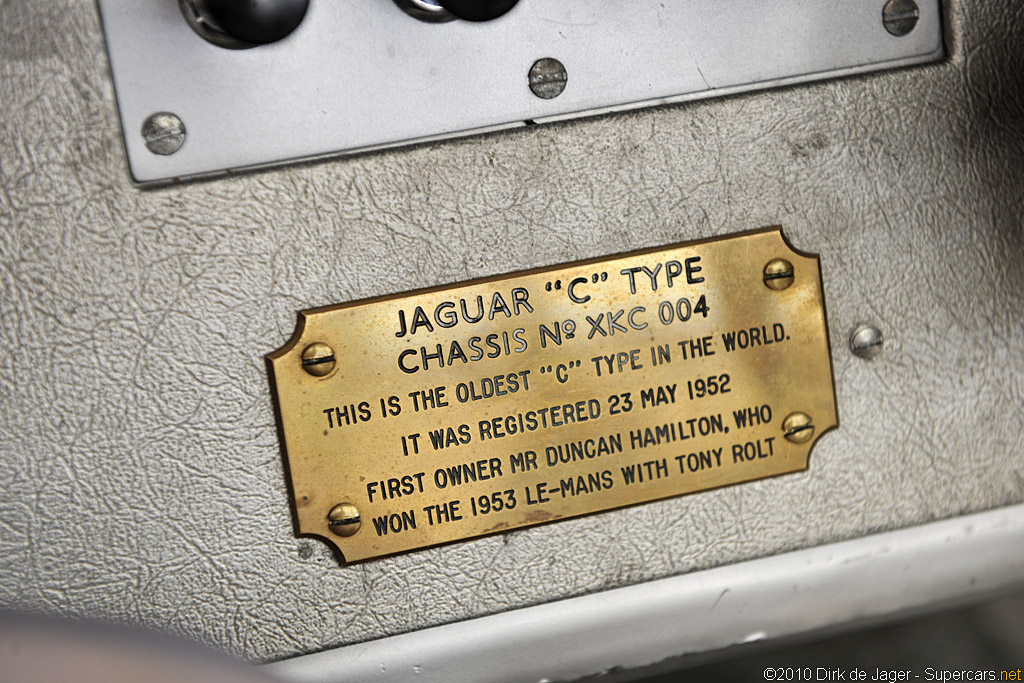 JAGUAR “C” TYPE
CHASSIS Nº XKC 004
THIS IS THE OLDEST “C” TYPE IN THE WORLD.
IT WAS REGISTERED 23 MAY 1952
FIRST OWNER MR DUNCAN HAMILTON, WHO
WON THE 1953 LE-MANS WITH TONY ROLT
©2010 Dirk de Jager - Supercars.net